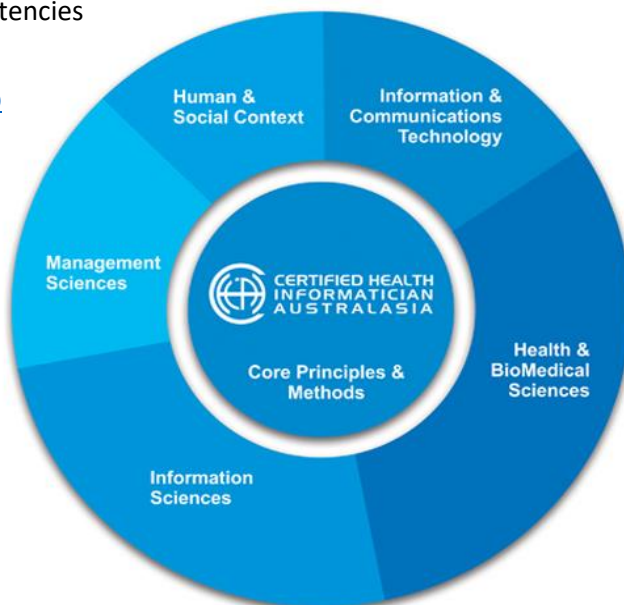 tencies
Human &
Social Context
Information &
Communications
Technology
Management
Sciences
CERTIFIED HEALTH
INFORMATICIAN
AUSTRALASIA
Core Principles &
Methods
Health &
BioMedical
Sciences
Information
Sciences